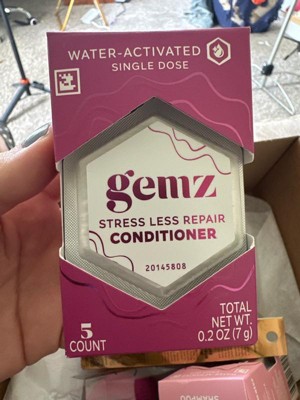 WATER-ACTIVATED
SINGLE DOSE
gemz
STRESS LESS REPAIR
CONDITIONER
20145808
5
COUNT
TOTAL
NET WT.
0.2 OZ (7 g)
SHAMPOO